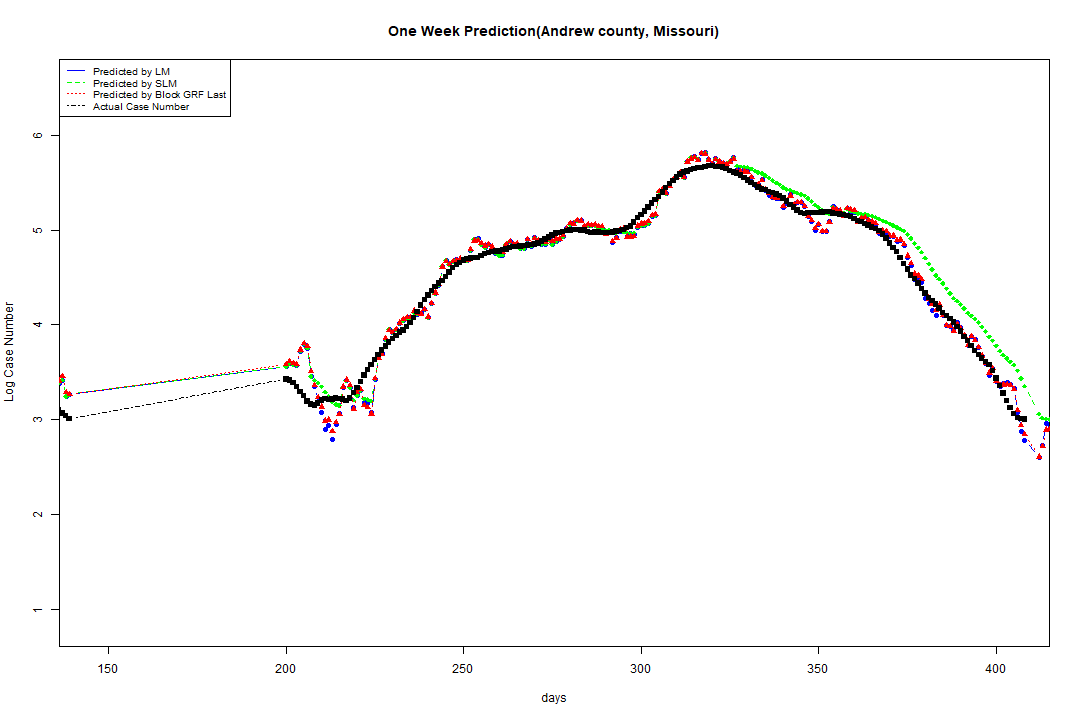 One Week Prediction(Andrew county, Missouri)
Predicted by LM
Predicted by SLM
Predicted by Block GRF Last
Actual Case Number
Log Case Number
6
5
4
3
2
1
150 200 250 300 350 400
days